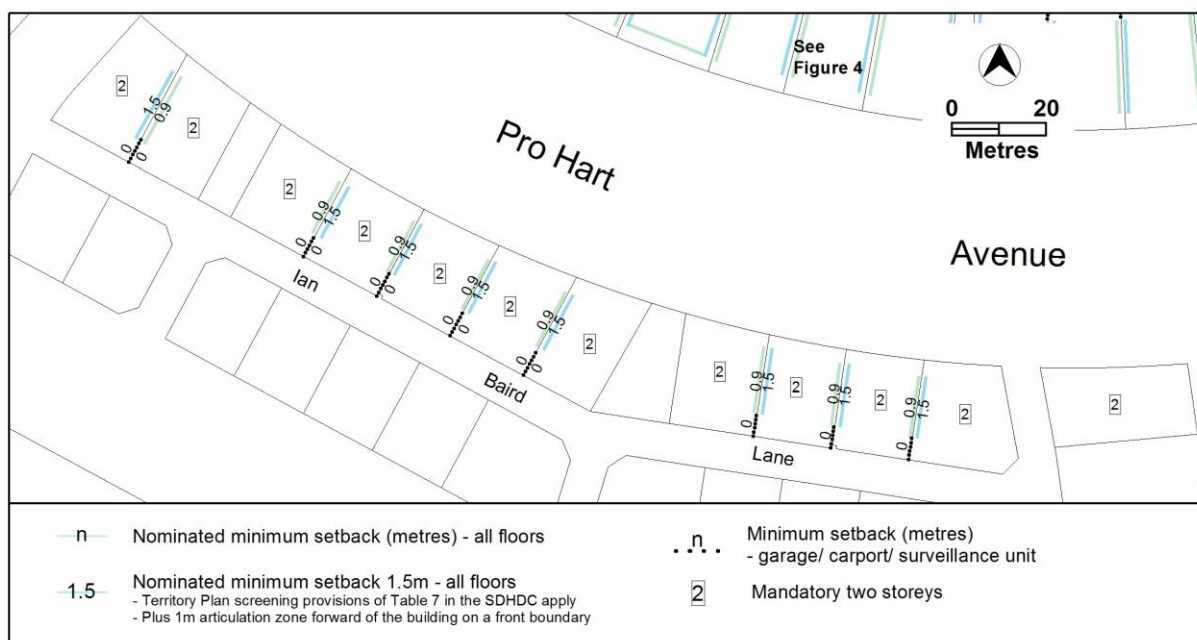 See
Figure 4
0 20
Metres
Pro Hart
Avenue
2
1.5
0.9
2
0
0
2
0.9
1.5
0
0
2
0.9
1.5
0
0
2
0.9
1.5
0
0
2
0.9
1.5
0
0
2
2
0.9
1.5
0
2
0.9
1.5
0
2
0.9
1.5
0
2
2
Ian
Baird
Lane
n Nominated minimum setback (metres) - all floors
1.5 Nominated minimum setback 1.5m - all floors
- Territory Plan screening provisions of Table 7 in the SDHDC apply
- Plus 1m articulation zone forward of the building on a front boundary
n Minimum setback (metres)
- garage/ carport/ surveillance unit
2 Mandatory two storeys